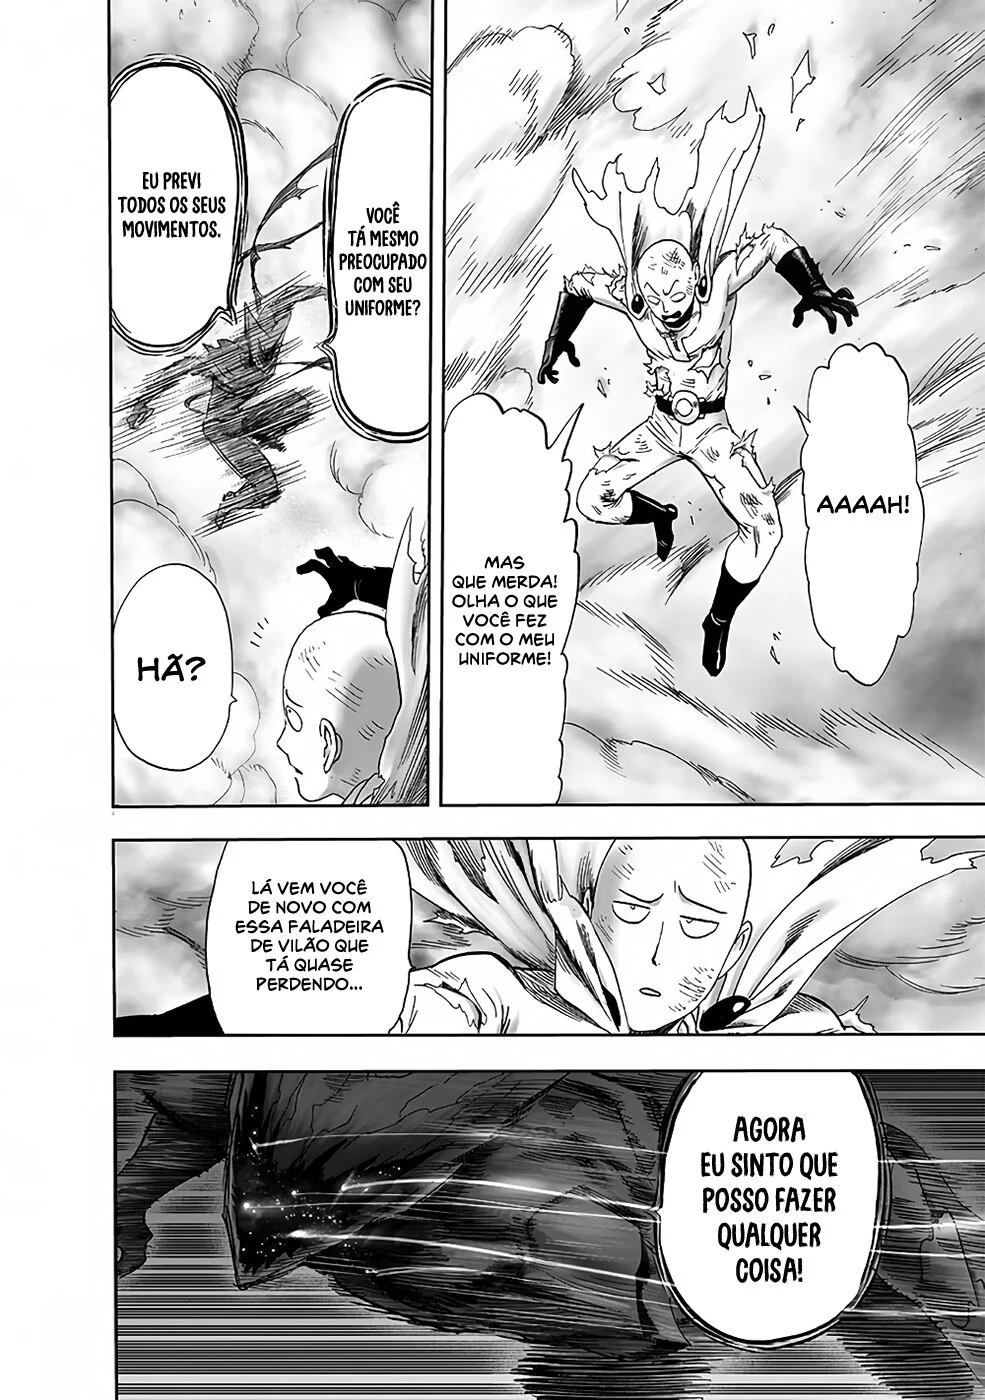 AAAAH!
MAS
QUE MERDA!
OLHA O QUE
VOCÊ FEZ
COM O MEU
UNIFORME!
VOCÊ
TÁ MESMO
PREOCUPADO
COM SEU
UNIFORME?
EU PREVI
TODOS OS SEUS
MOVIMENTOS.
HÃ?
LÁ VEM VOCÊ
DE NOVO COM
ESSA FALADEIRA
DE VILÃO QUE
TÁ QUASE
PERDENDO...
AGORA
EU SINTO QUE
POSSO FAZER
QUALQUER
COISA!